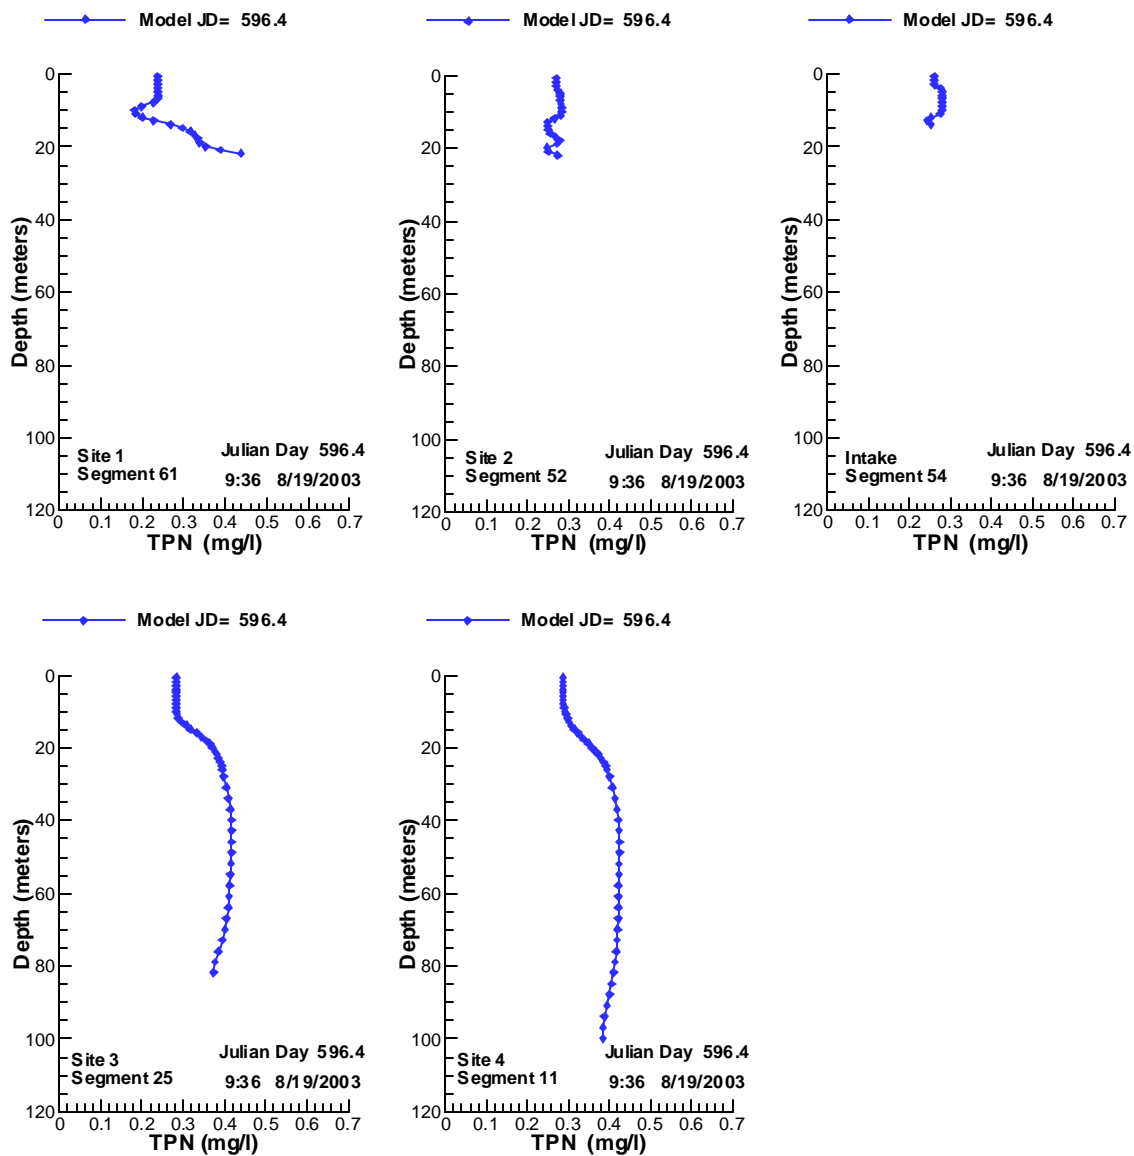 Model JD= 596.4
0
20
40
60
80
100
120
Depth (meters)
Site 1
Segment 61
Julian Day 596.4
9:36 8/19/2003
0 0.1 0.2 0.3 0.4 0.5 0.6 0.7
TPN (mg/l)
Model JD= 596.4
0
20
40
60
80
100
120
Depth (meters)
Site 2
Segment 52
Julian Day 596.4
9:36 8/19/2003
0 0.1 0.2 0.3 0.4 0.5 0.6 0.7
TPN (mg/l)
Model JD= 596.4
0
20
40
60
80
100
120
Depth (meters)
Intake
Segment 54
Julian Day 596.4
9:36 8/19/2003
0 0.1 0.2 0.3 0.4 0.5 0.6 0.7
TPN (mg/l)
Model JD= 596.4
0
20
40
60
80
100
120
Depth (meters)
Site 3
Segment 25
Julian Day 596.4
9:36 8/19/2003
0 0.1 0.2 0.3 0.4 0.5 0.6 0.7
TPN (mg/l)
Model JD= 596.4
0
20
40
60
80
100
120
Depth (meters)
Site 4
Segment 11
Julian Day 596.4
9:36 8/19/2003
0 0.1 0.2 0.3 0.4 0.5 0.6 0.7
TPN (mg/l)